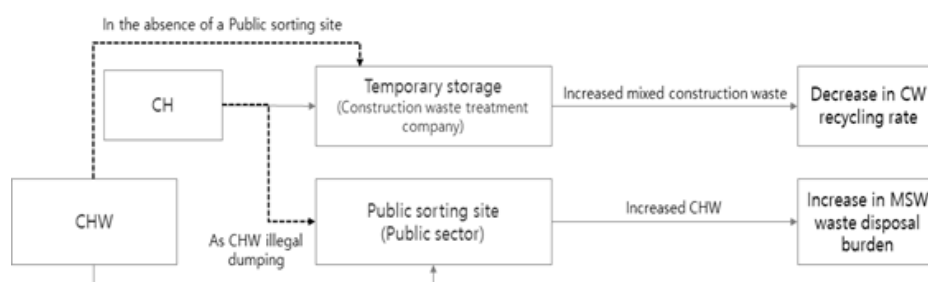 In the absence of a Public sorting site
CH
Temporary storage
(Construction waste treatment
company)
Increased mixed construction waste
Decrease in CW
recycling rate
CHW
As CHW illegal
dumping
Public sorting site
(Public sector)
Increased CHW
Increase in MSW
waste disposal
burden